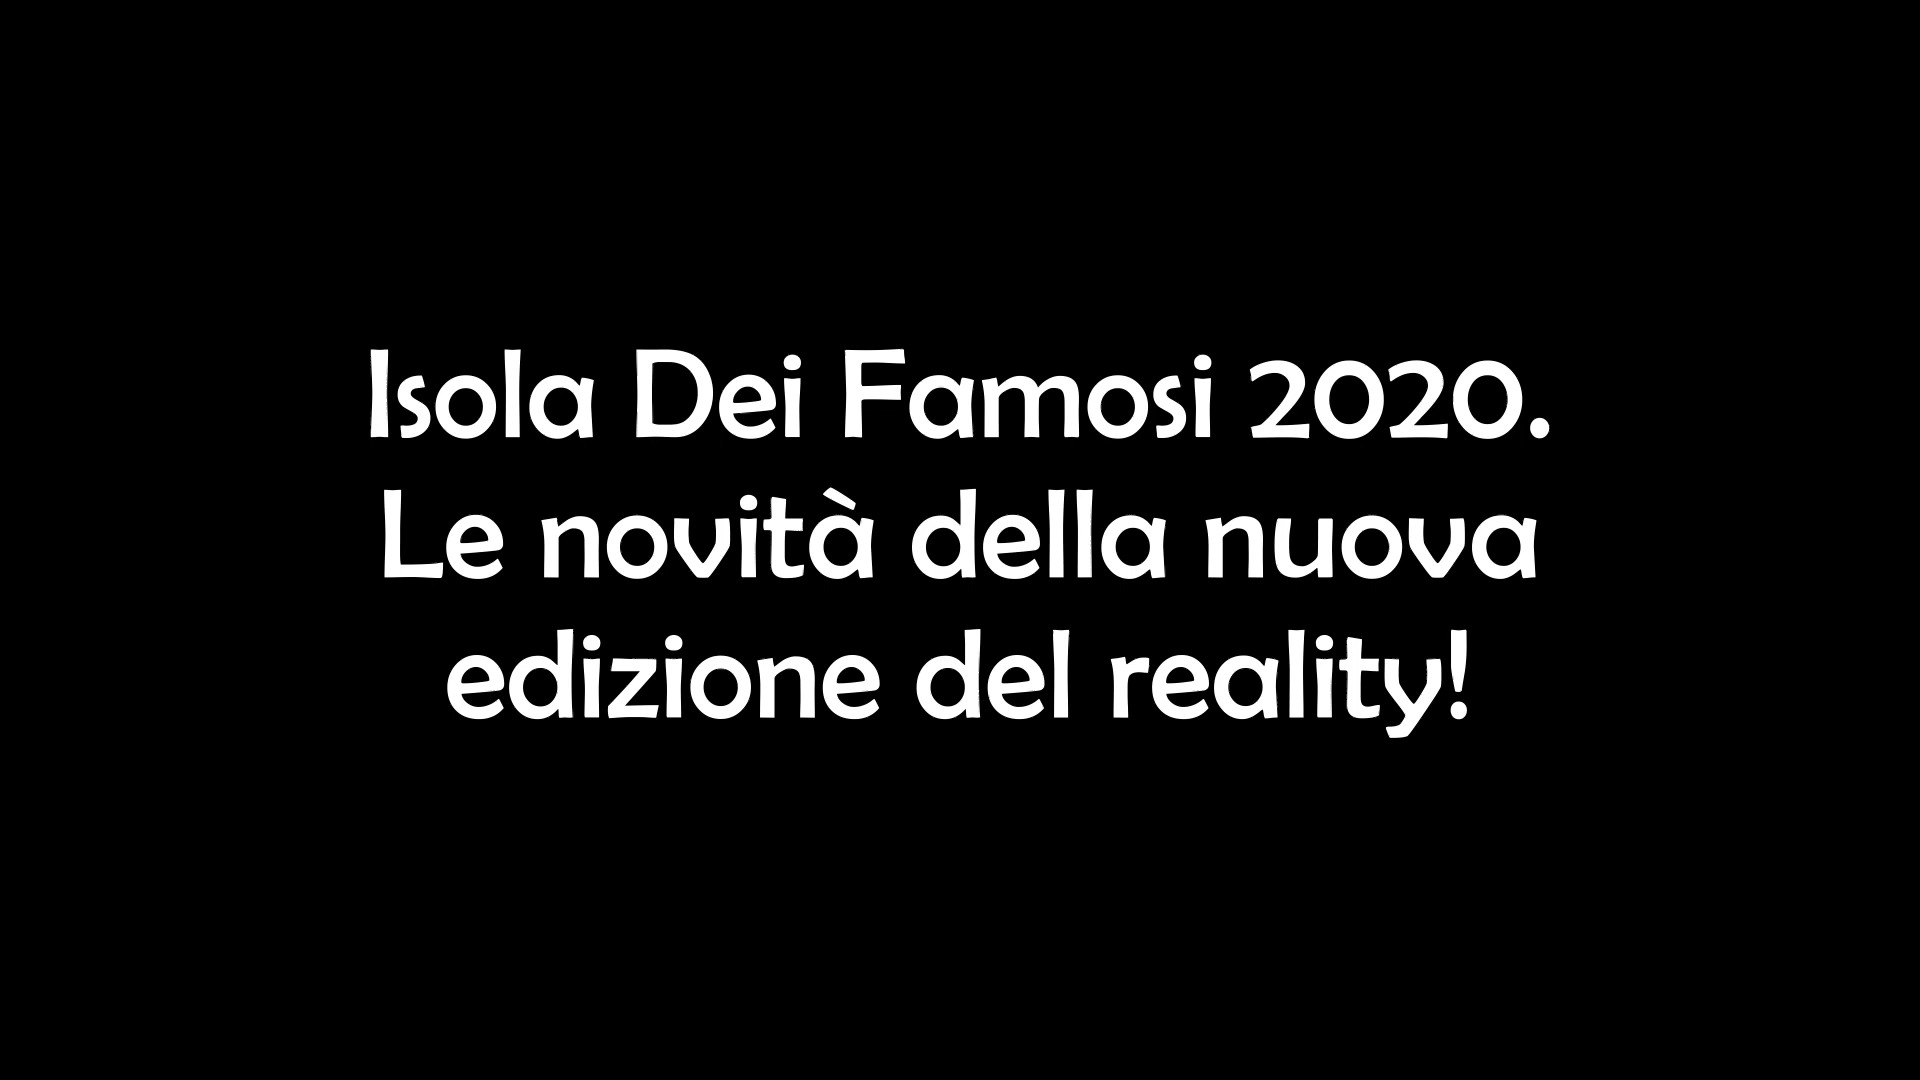 Isola Dei Famosi 2020.
Le novità della nuova
edizione del reality!